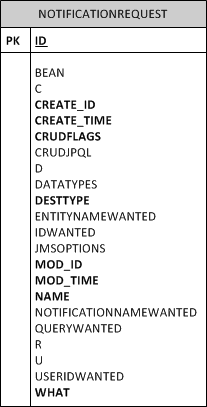 NOTIFICATIONREQUEST
PK ID
BEAN
C
CREATE_ID
CREATE_TIME
CRUDFLAGS
CRUDJPQL
D
DATATYPES
DESTTYPE
ENTITYNAMEWANTED
IDWANTED
JMSOPTIONS
MOD_ID
MOD_TIME
NAME
NOTIFICATIONNAMEWANTED
QUERYWANTED
R
U
USERIDWANTED
WHAT